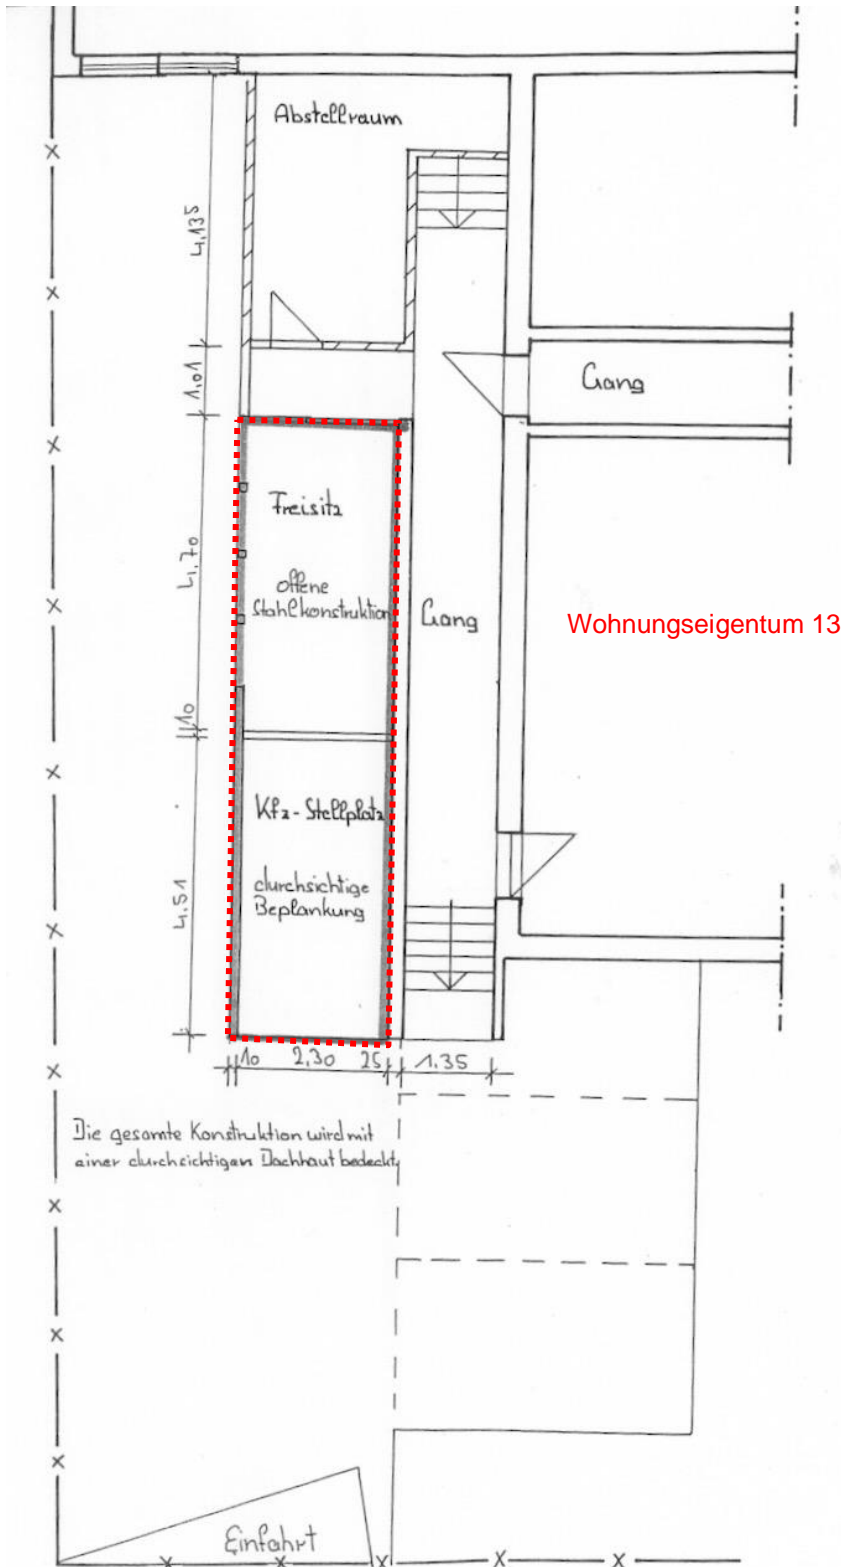 Abstellraum
4,135
1,01
Gang
Freisitz
4,70
offene
Stahlkonstruktion
Gang
Wohnungseigentum 13
10
Kfz-Stellplatz
durchsichtige
Beplankung
4,51
10 2,30 25 1.35
Die gesamte Konstruktion wird mit
einer durchsichtigen Dachhaut bedeckt
Einfahrt